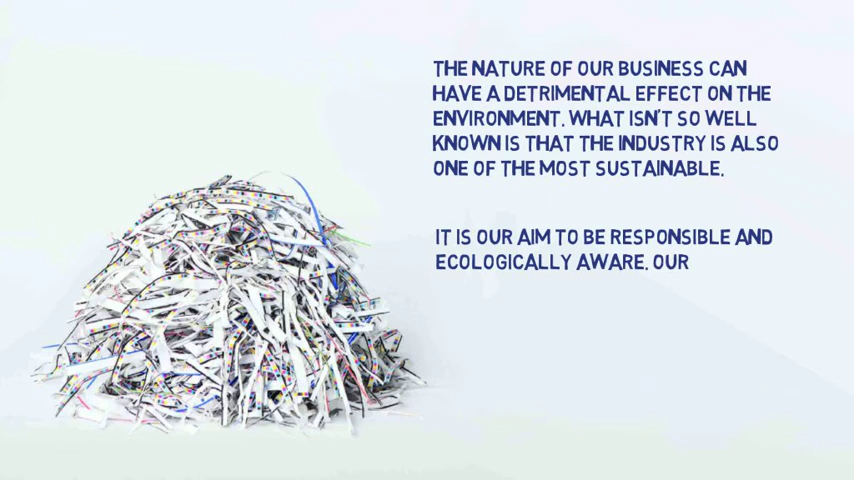 THE NATURE OF OUR BUSINESS CAN
HAVE A DETRIMENTAL EFFECT ON THE
ENVIRONMENT. WHAT ISN'T SO WELL
KNOWN IS THAT THE INDUSTRY IS ALSO
ONE OF THE MOST SUSTAINABLE.
IT IS OUR AIM TO BE RESPONSIBLE AND
ECOLOGICALLY AWARE. OUR